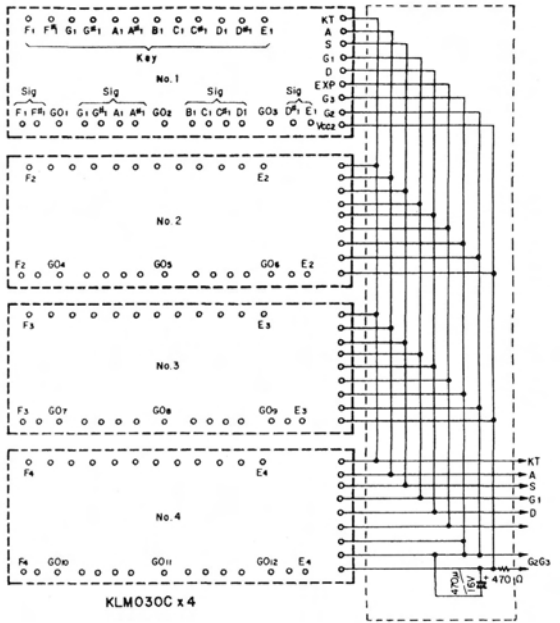 F1 F#1 G1 G#1 A1 A#1 B1 C1 C#1 D1 D#1 E1
Key
No.1
Sig Sig Sig Sig
F1 F#1 GO1 G1 G#1 A1 A#1 GO2 B1 C1 C#1 D1 GO3 D#1 E1
KT
A
S
G1
D
EXP
G3
G2
VCC2
F2 E2
No.2
F2 GO4 GO5 GO6 E2
F3 E3
No.3
F3 GO7 GO8 GO9 E3
F4 E4
No.4
F4 GO10 GO11 GO12 E4
KT
A
S
G1
D
G2G3
470µ
16V
+
470Ω
KLM030C x 4